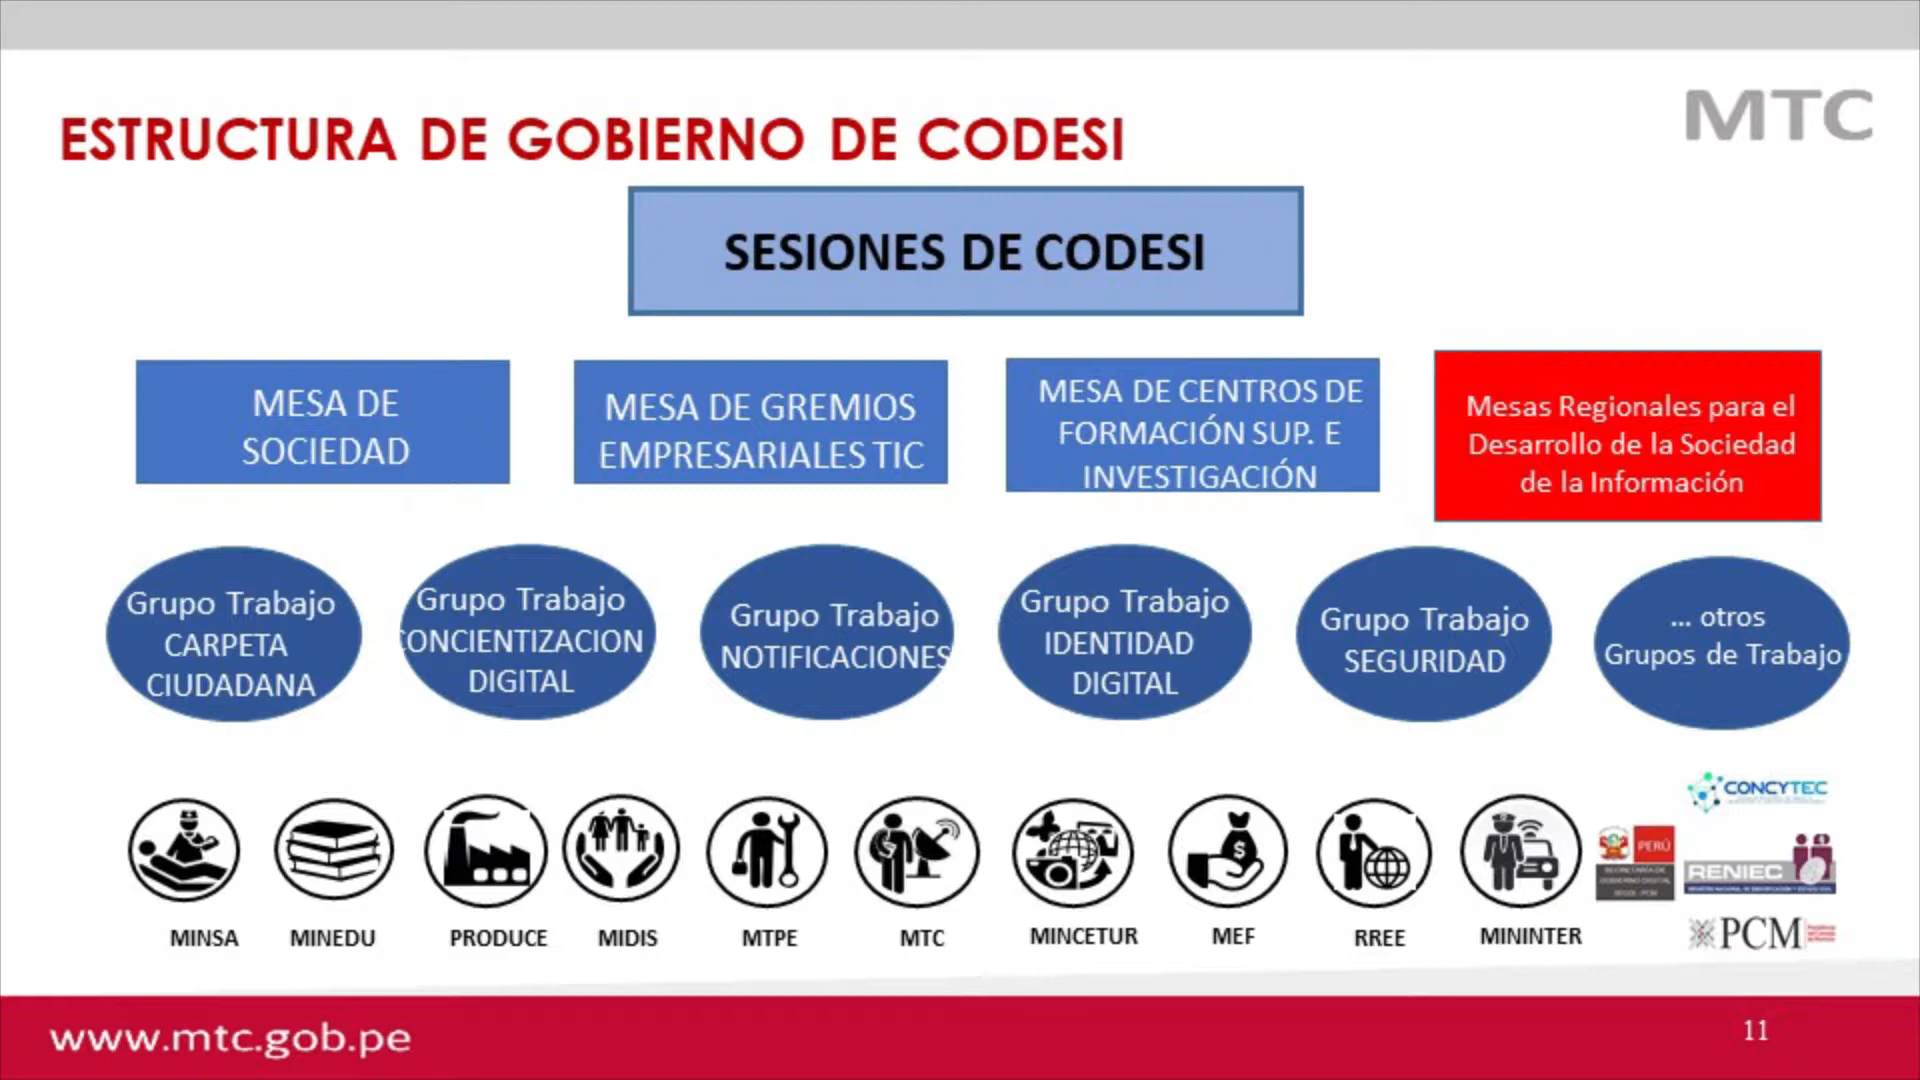 MTC
ESTRUCTURA DE GOBIERNO DE CODESI
SESIONES DE CODESI
MESA DE
SOCIEDAD
MESA DE GREMIOS
EMPRESARIALES TIC
MESA DE CENTROS DE
FORMACIÓN SUP. E
INVESTIGACIÓN
Mesas Regionales para el
Desarrollo de la Sociedad
de la Información
Grupo Trabajo
CARPETA
CIUDADANA
Grupo Trabajo
CONCIENTIZACION
DIGITAL
Grupo Trabajo
NOTIFICACIONES
Grupo Trabajo
IDENTIDAD
DIGITAL
Grupo Trabajo
SEGURIDAD
... otros
Grupos de Trabajo
$
MINSA
MINEDU
PRODUCE
MIDIS
MTPE
MTC
MINCETUR
MEF
RREE
MININTER
CONCYTEC
PERÚ
RENIEC
PCM
www.mtc.gob.pe
11